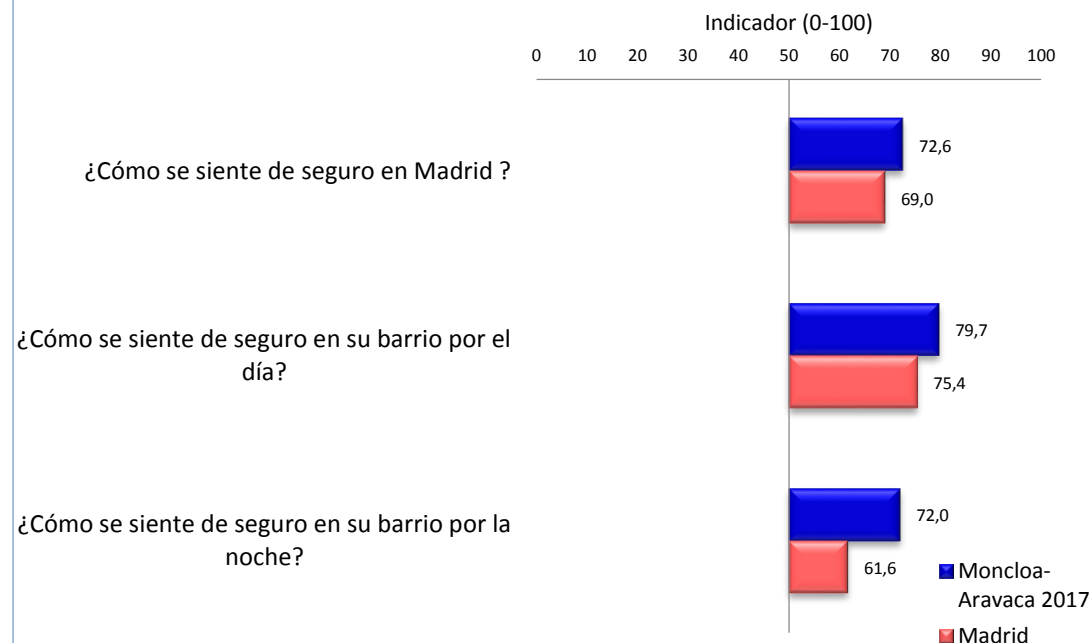 Indicador (0-100)
0 10 20 30 40 50 60 70 80 90 100
¿Cómo se siente de seguro en Madrid ?
72,6
69,0
¿Cómo se siente de seguro en su barrio por el
día?
79,7
75,4
¿Cómo se siente de seguro en su barrio por la
noche?
72,0
61,6
Moncloa-
Aravaca 2017
Madrid